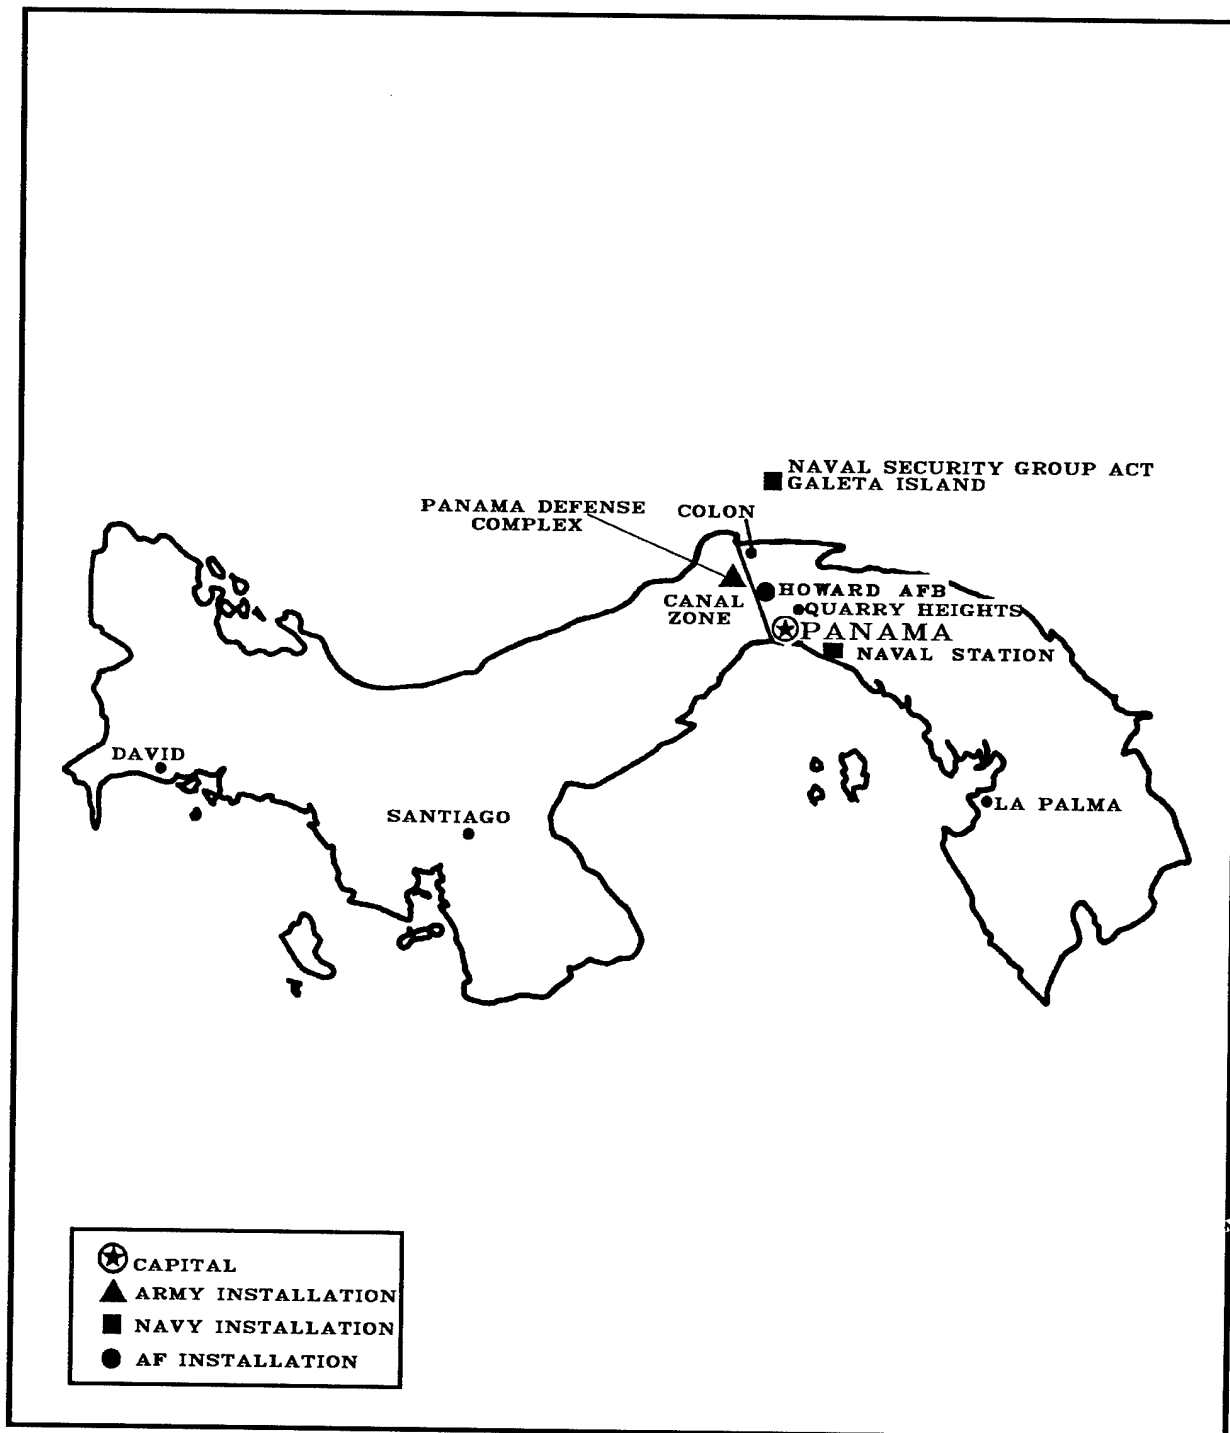 NAVAL SECURITY GROUP ACT
GALETA ISLAND
PANAMA DEFENSE
COMPLEX
COLON
HOWARD AFB
CANAL
ZONE
QUARRY HEIGHTS
PANAMA
NAVAL STATION
DAVID
LA PALMA
SANTIAGO
CAPITAL
ARMY INSTALLATION
NAVY INSTALLATION
AF INSTALLATION